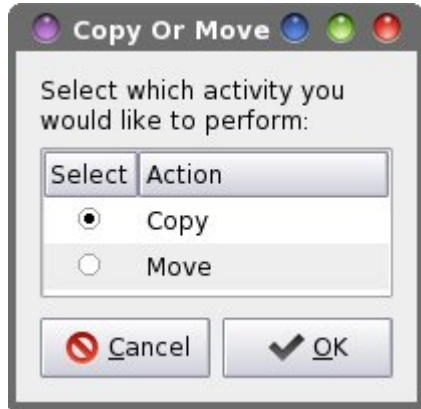 Copy Or Move
Select which activity you
would like to perform:
Select Action
Copy
Move
Cancel OK